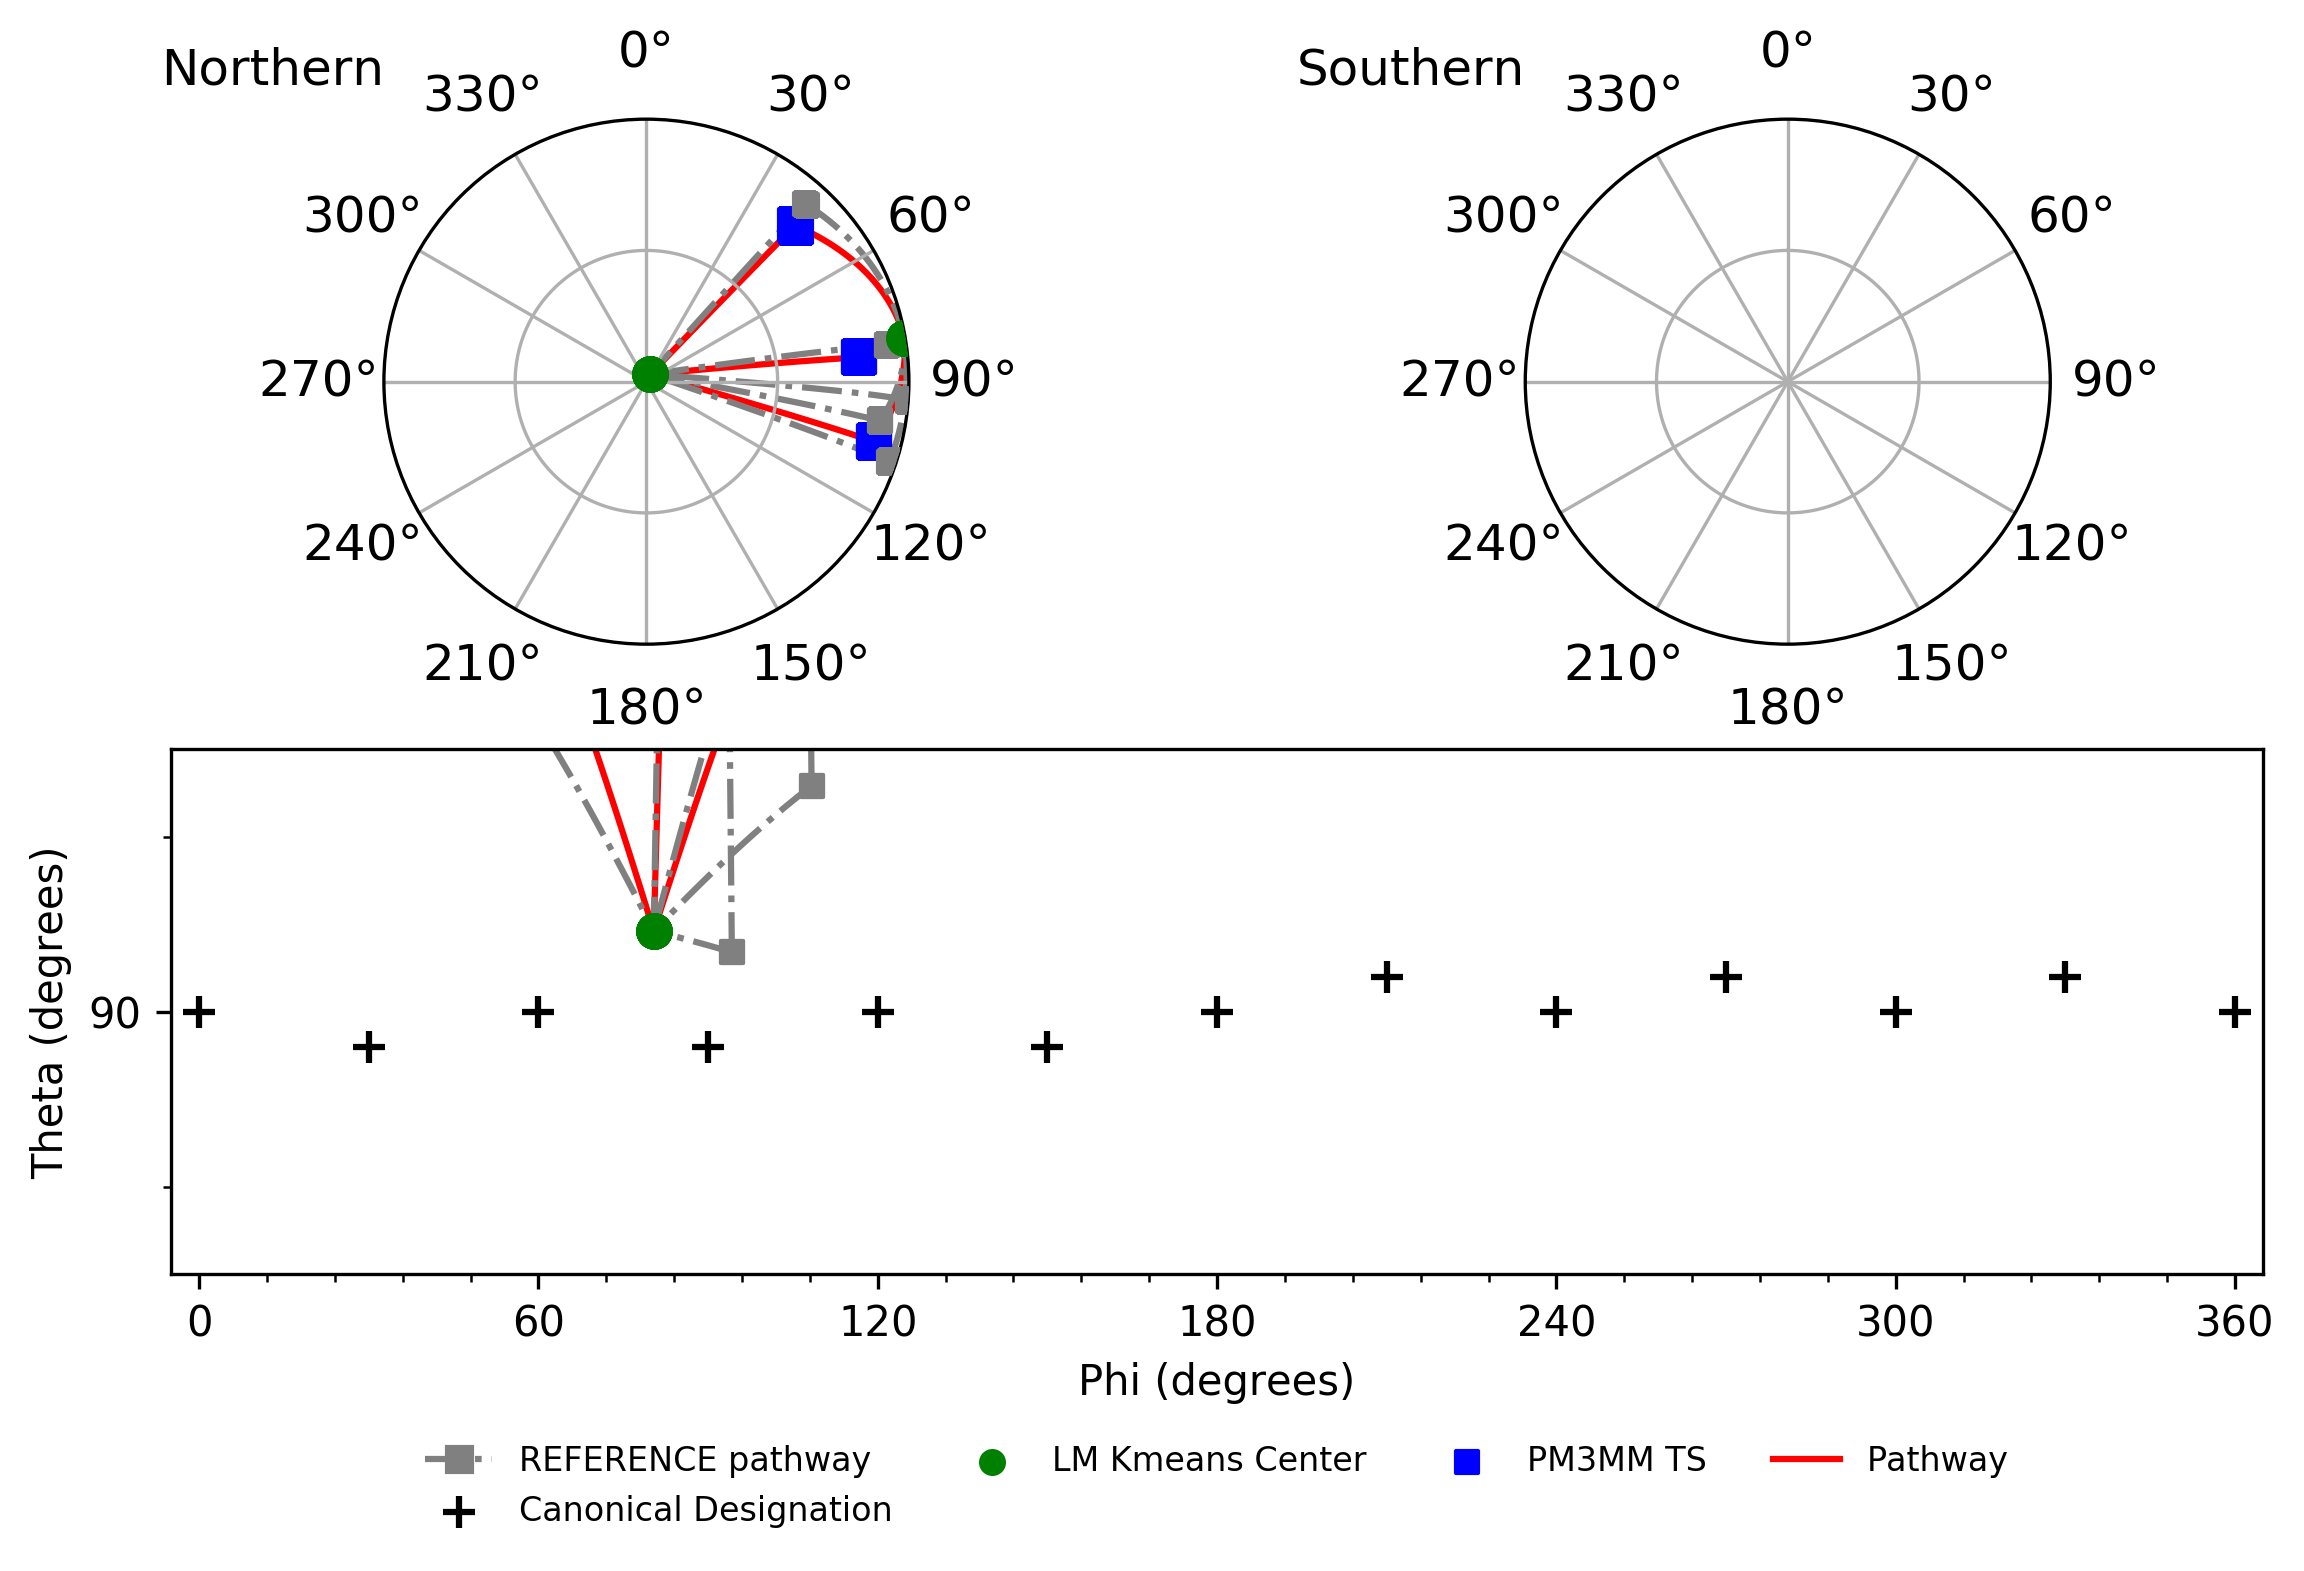 Northern
0°
30°
60°
90°
120°
150°
180°
210°
240°
270°
300°
330°
Southern
0°
30°
60°
90°
120°
150°
180°
210°
240°
270°
300°
330°
Theta (degrees)
90
0 60 120 180 240 300 360
Phi (degrees)
REFERENCE pathway
Canonical Designation
LM Kmeans Center
PM3MM TS
Pathway